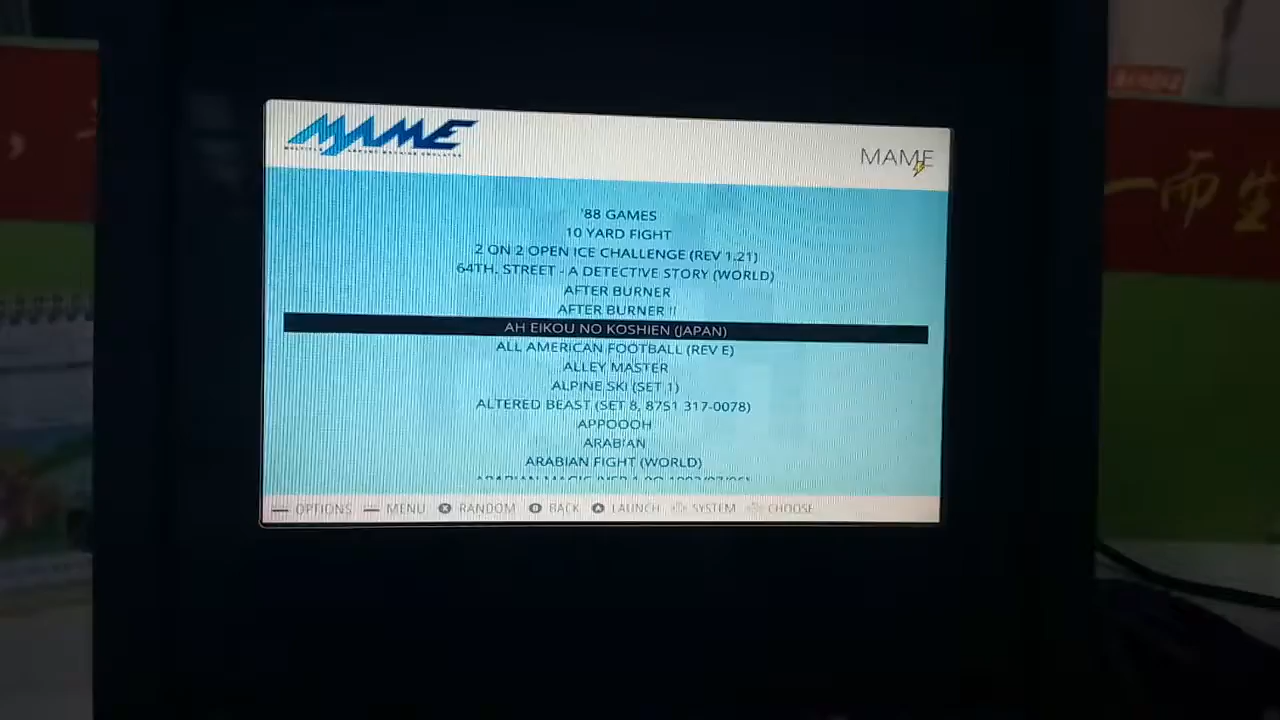 MAME
MAME
'88 GAMES
10 YARD FIGHT
2 ON 2 OPEN ICE CHALLENGE (REV 1.21)
64TH. STREET - A DETECTIVE STORY (WORLD)
AFTER BURNER
AFTER BURNER II
AH EIKOU NO KOSHIEN (JAPAN)
ALL AMERICAN FOOTBALL (REV E)
ALLEY MASTER
ALPINE SKI (SET 1)
ALTERED BEAST (SET 8, 8751 317-0078)
APPOOOH
ARABIAN
ARABIAN FIGHT (WORLD)
OPTIONS MENU X RANDOM B BACK A LAUNCH SYSTEM CHOOSE
一而生